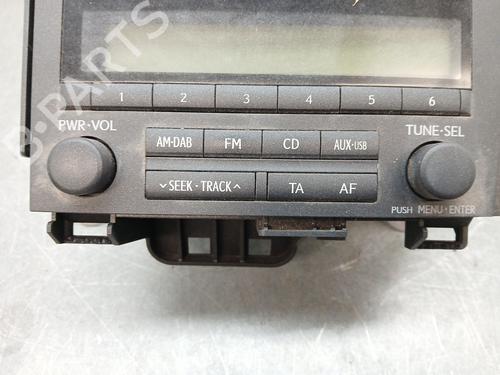 1 2 3 4 5 6
PWR•VOL
TUNE•SEL
AM•DAB FM CD AUX•USB
∨ SEEK • TRACK ∧ TA AF
PUSH MENU•ENTER
B-PARTS